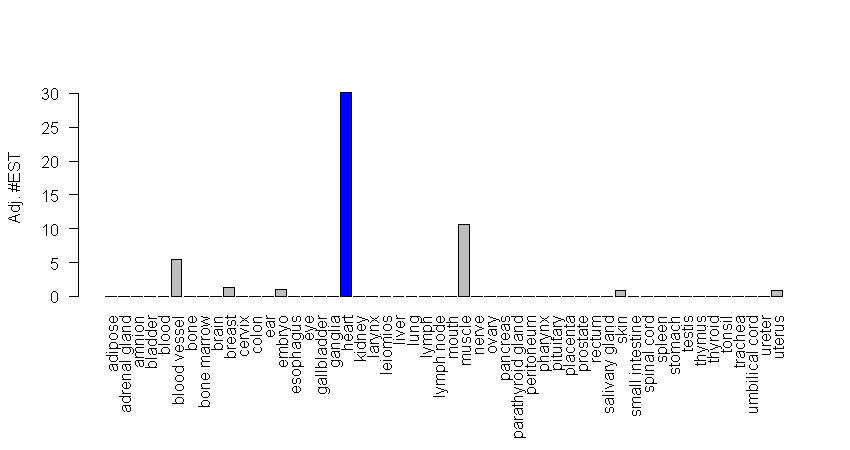 Adj. #EST
30
25
20
15
10
5
0
adipose
adrenal gland
amnion
bladder
blood
blood vessel
bone
bone marrow
brain
breast
cervix
colon
ear
embryo
esophagus
eye
gallbladder
ganglia
heart
kidney
larynx
leiomios
liver
lung
lymph
lymph node
mouth
muscle
nerve
ovary
pancreas
parathyroid gland
peritoneum
pharynx
pituitary
placenta
prostate
rectum
salivary gland
skin
small intestine
spinal cord
spleen
stomach
testis
thymus
thyroid
tonsil
trachea
umbilical cord
ureter
uterus